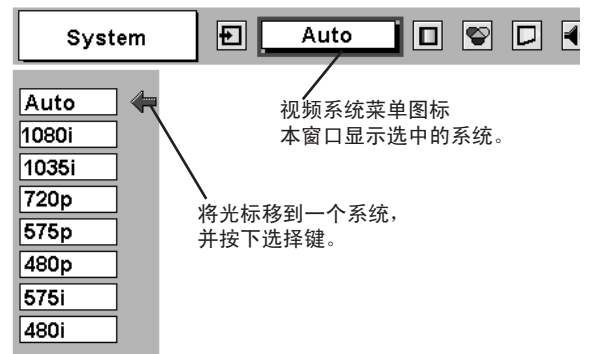 System
Auto
视频系统菜单图标
本窗口显示选中的系统。
Auto
1080i
1035i
720p
575p
480p
575i
480i
将光标移到一个系统，
并按下选择键。